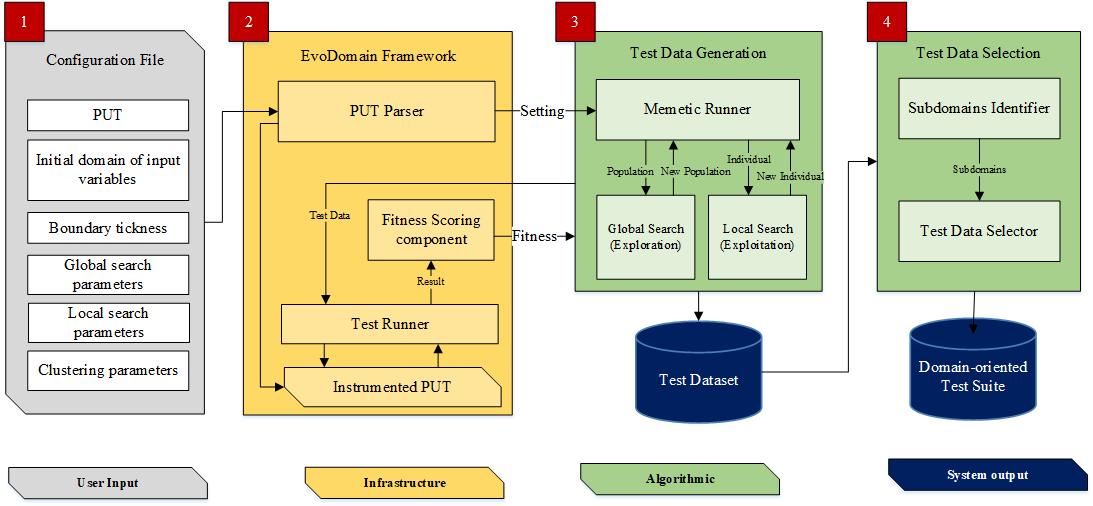 1
Configuration File
PUT
Initial domain of input
variables
Boundary tickness
Global search
parameters
Local search
parameters
Clustering parameters
2
EvoDomain Framework
PUT Parser
Test Data
Fitness Scoring
component
Result
Test Runner
Instrumented PUT
Setting
Fitness
3
Test Data Generation
Memetic Runner
Population
New Population
Individual
New Individual
Global Search
(Exploration)
Local Search
(Exploitation)
Test Dataset
4
Test Data Selection
Subdomains Identifier
Subdomains
Test Data Selector
Domain-oriented
Test Suite
User Input
Infrastructure
Algorithmic
System output